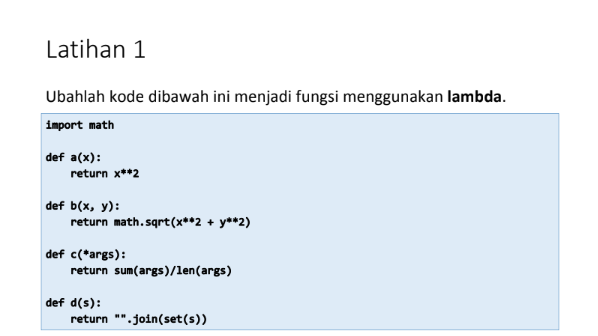 Latihan 1
Ubahlah kode dibawah ini menjadi fungsi menggunakan lambda.
import math
def a(x):
    return x**2
def b(x, y):
    return math.sqrt(x**2 + y**2)
def c(*args):
    return sum(args)/len(args)
def d(s):
    return "".join(set(s))